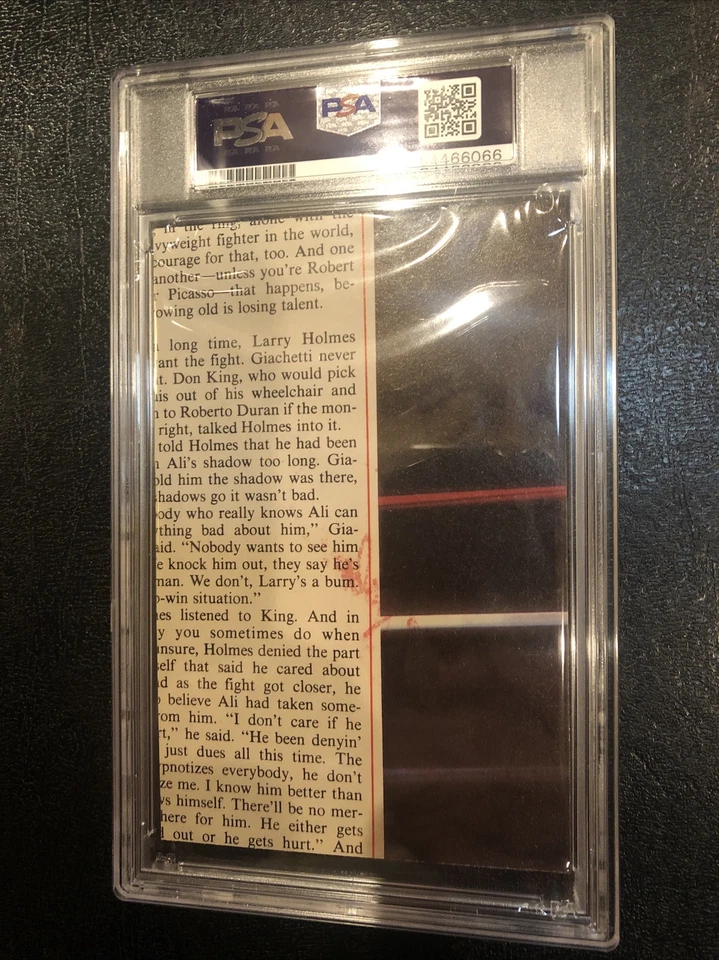 PSA
PSA
466066
in the ring, alone with the
vyweight fighter in the world,
courage for that, too. And one
another—unless you're Robert
Picasso—that happens, be-
owing old is losing talent.
a long time, Larry Holmes
ant the fight. Giachetti never
it. Don King, who would pick
is out of his wheelchair and
n to Roberto Duran if the mon-
right, talked Holmes into it.
told Holmes that he had been
n Ali's shadow too long. Gia-
old him the shadow was there,
shadows go it wasn't bad.
ody who really knows Ali can
ything bad about him," Gia-
aid. "Nobody wants to see him
e knock him out, they say he's
man. We don't, Larry's a bum.
o-win situation."
es listened to King. And in
y you sometimes do when
unsure, Holmes denied the part
self that said he cared about
d as the fight got closer, he
believe Ali had taken some-
rom him. "I don't care if he
rt," he said. "He been denyin'
just dues all this time. The
ypnotizes everybody, he don't
ze me. I know him better than
ws himself. There'll be no mer-
here for him. He either gets
out or he gets hurt." And